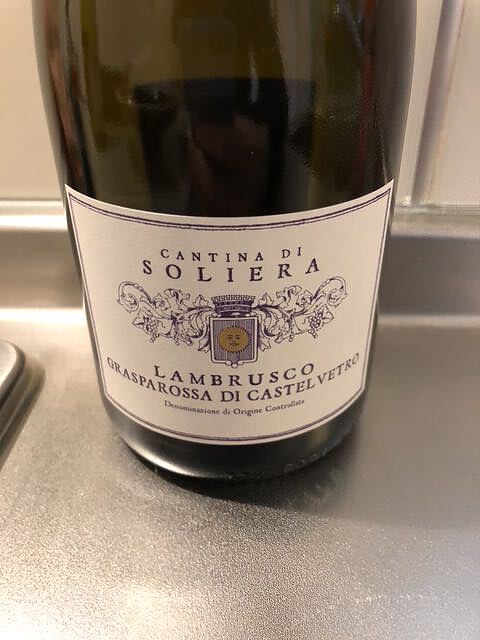 CANTINA DI
SOLIERA
LAMBRUSCO
GRASPAROSSA DI CASTELVETRO
Denominazione di Origine Controllata